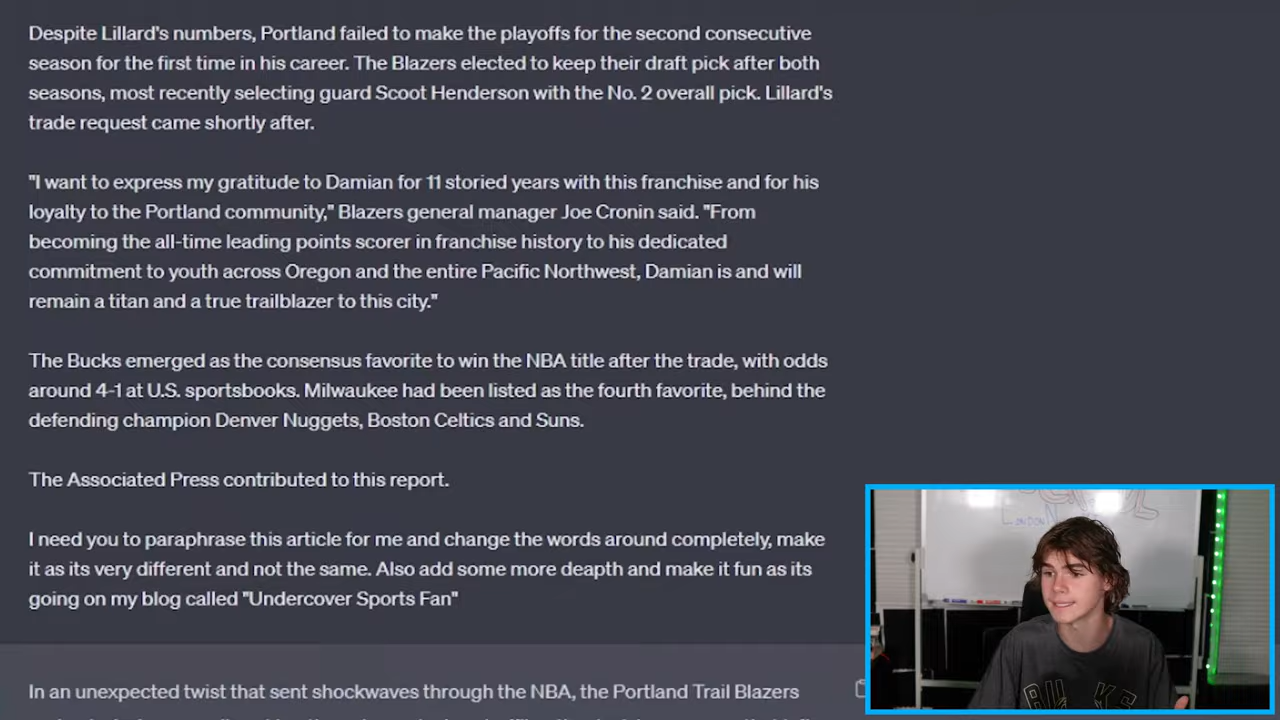 Despite Lillard's numbers, Portland failed to make the playoffs for the second consecutive
season for the first time in his career. The Blazers elected to keep their draft pick after both
seasons, most recently selecting guard Scoot Henderson with the No. 2 overall pick. Lillard's
trade request came shortly after.
"I want to express my gratitude to Damian for 11 storied years with this franchise and for his
loyalty to the Portland community," Blazers general manager Joe Cronin said. "From
becoming the all-time leading points scorer in franchise history to his dedicated
commitment to youth across Oregon and the entire Pacific Northwest, Damian is and will
remain a titan and a true trailblazer to this city."
The Bucks emerged as the consensus favorite to win the NBA title after the trade, with odds
around 4-1 at U.S. sportsbooks. Milwaukee had been listed as the fourth favorite, behind the
defending champion Denver Nuggets, Boston Celtics and Suns.
The Associated Press contributed to this report.
I need you to paraphrase this article for me and change the words around completely, make
it as its very different and not the same. Also add some more deapth and make it fun as its
going on my blog called "Undercover Sports Fan"
In an unexpected twist that sent shockwaves through the NBA, the Portland Trail Blazers